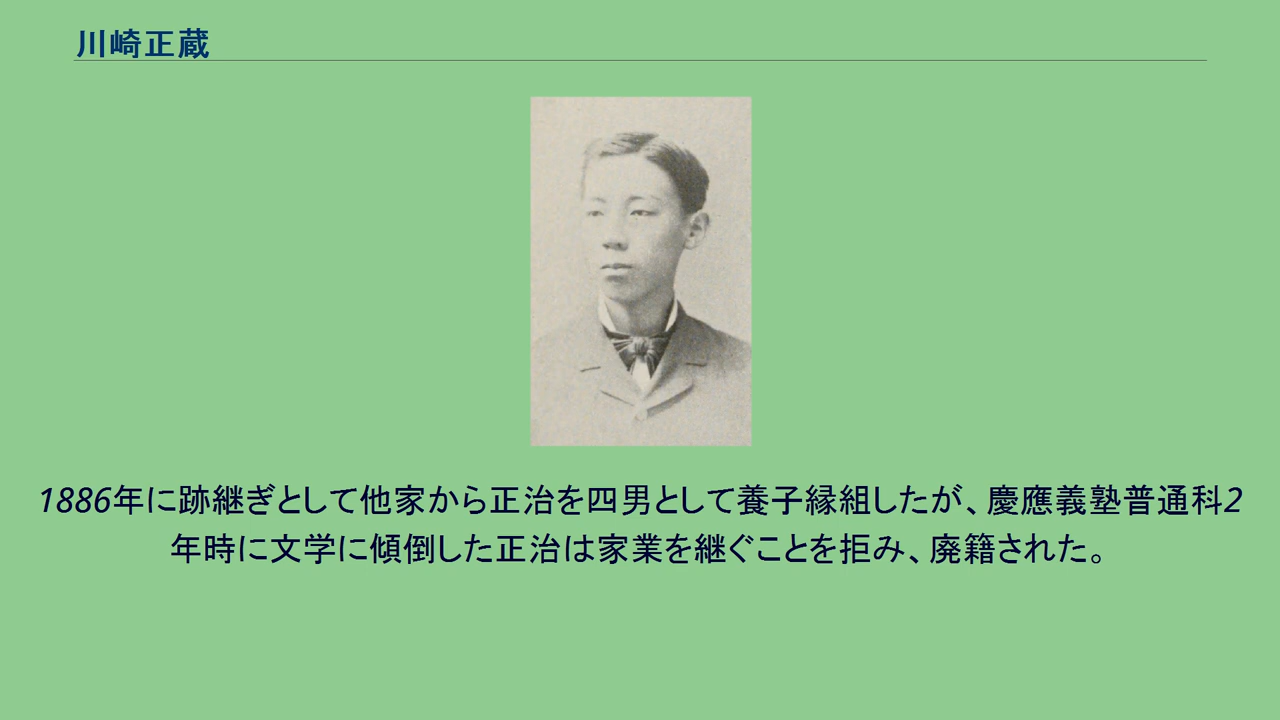 川崎正蔵
1886年に跡継ぎとして他家から正治を四男として養子縁組したが、慶應義塾普通科2
年時に文学に傾倒した正治は家業を継ぐことを拒み、廃籍された。